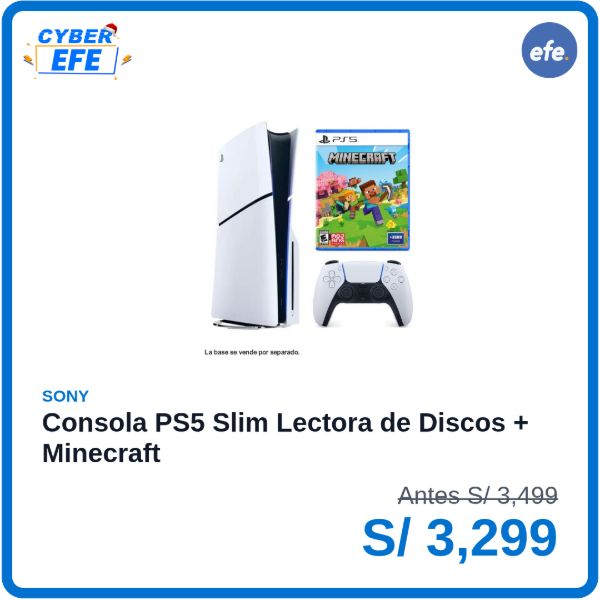 CYBER
EFE
efe.
PS5
MINECRAFT
La base se vende por separado.
SONY
Consola PS5 Slim Lectora de Discos +
Minecraft
Antes S/ 3,499
S/ 3,299